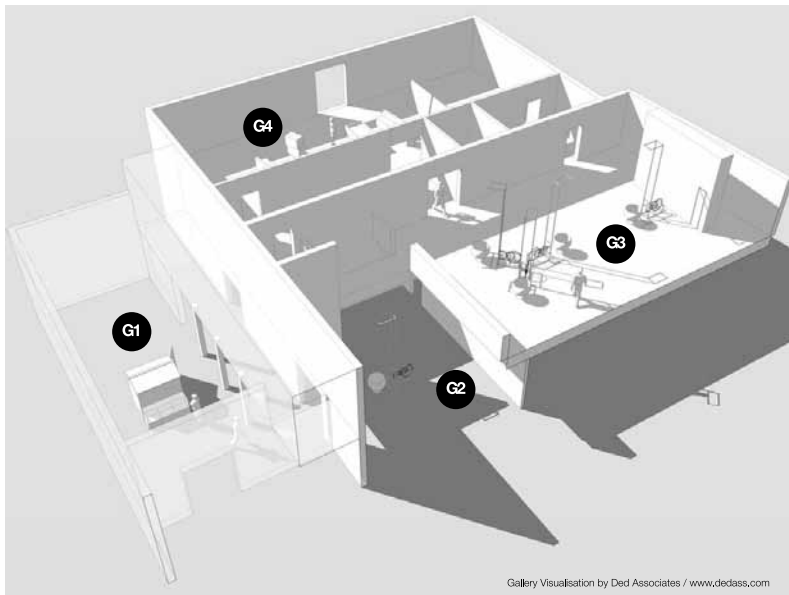 G4
G3
G1
G2
Gallery Visualisation by Ded Associates / www.dedass.com